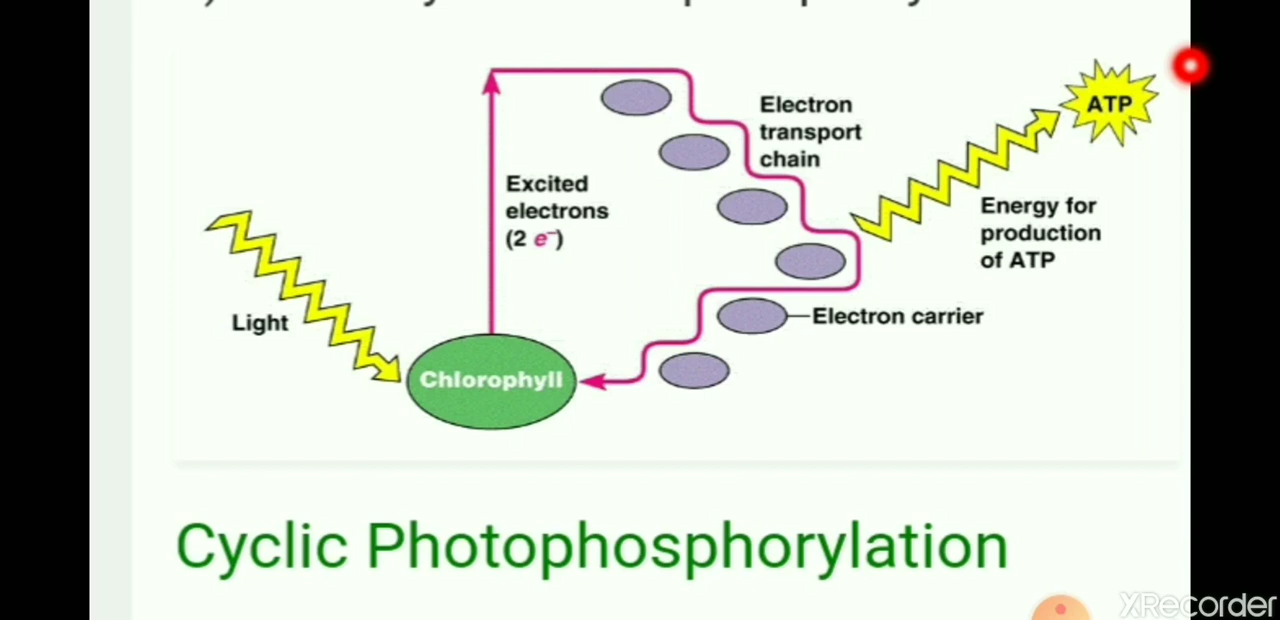 Electron
transport
chain
ATP
Excited
electrons
(2 e⁻)
Energy for
production
of ATP
Light
Electron carrier
Chlorophyll
Cyclic Photophosphorylation
XRecorder